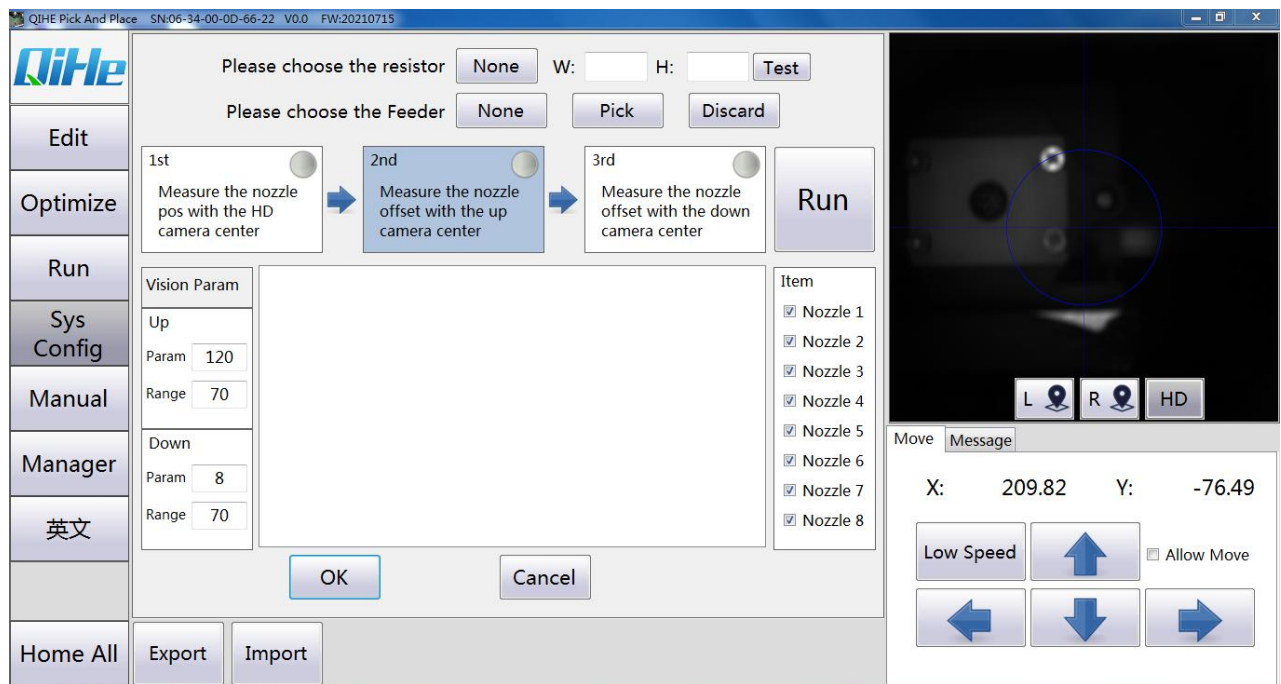 QIHE Pick And Place SN:06-34-00-0D-66-22 V0.0 FW:20210715
QiHe
Edit
Optimize
Run
Sys
Config
Manual
Manager
英文
Home All
Please choose the resistor None W: H: Test
Please choose the Feeder None Pick Discard
1st
Measure the nozzle
pos with the HD
camera center
2nd
Measure the nozzle
offset with the up
camera center
3rd
Measure the nozzle
offset with the down
camera center
Run
Vision Param
Up
Param 120
Range 70
Down
Param 8
Range 70
Item
Nozzle 1
Nozzle 2
Nozzle 3
Nozzle 4
Nozzle 5
Nozzle 6
Nozzle 7
Nozzle 8
OK Cancel
Export Import
L R HD
Move Message
X: 209.82 Y: -76.49
Low Speed Allow Move